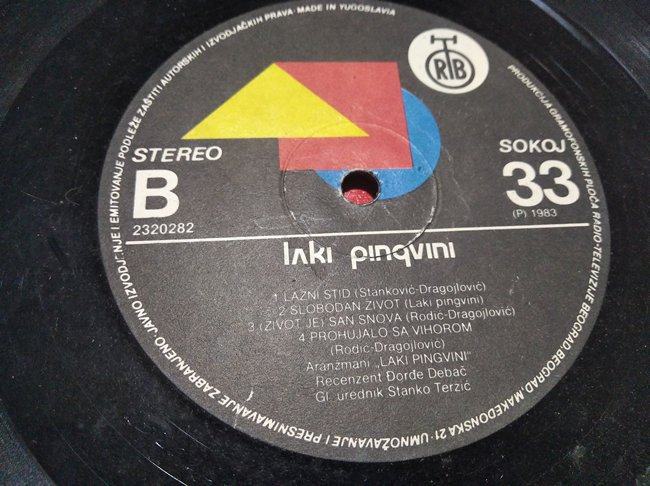 STEREO
B
2320282
RTB
SOKOJ
33
(P) 1983
laki pingvini
1 LAŽNI STID (Stanković-Dragojlović)
2 SLOBODAN ŽIVOT (Laki pingvini)
3 (ŽIVOT JE) SAN SNOVA (Rodić-Dragojlović)
4 PROHUJALO SA VIHOROM
(Rodić-Dragojlović)
Aranžmani „LAKI PINGVINI"
Recenzent Đorđe Debač
Gl. urednik Stanko Terzić
PRODUKCIJA GRAMOFONSKIH PLOČA RADIO-TELEVIZIJE BEOGRAD, BEOGRAD, MAKEDONSKA 21 · UMNOŽAVANJE I PRESNIMAVANJE ZABRANJENO. JAVNO IZVODJENJE I EMITOVANJE PODLEŽE ZAŠTITI AUTORSKIH I IZVODJAČKIH PRAVA · MADE IN YUGOSLAVIA